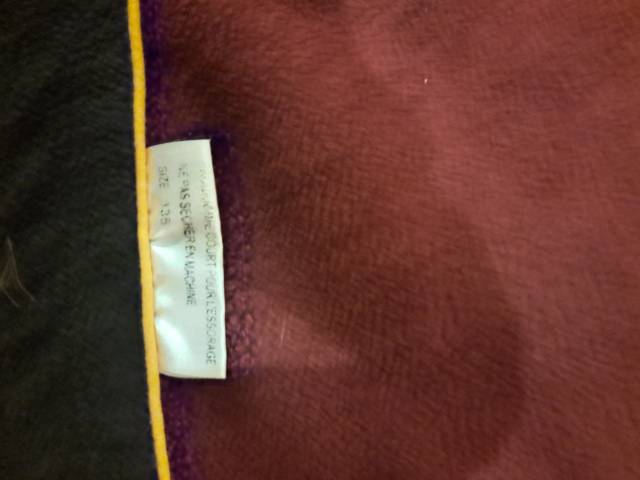 COURT POUR L'ESSORAGE
NE PAS SECHER EN MACHINE
SIZE 135